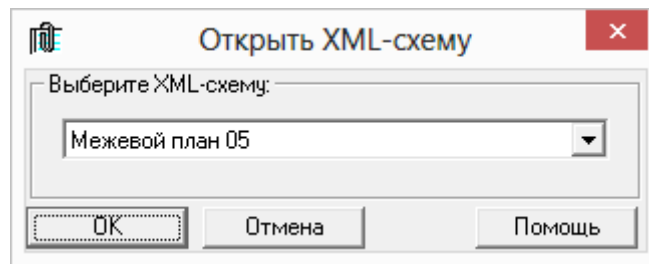 Открыть XML-схему
Выберите XML-схему:
Межевой план 05
OK Отмена Помощь